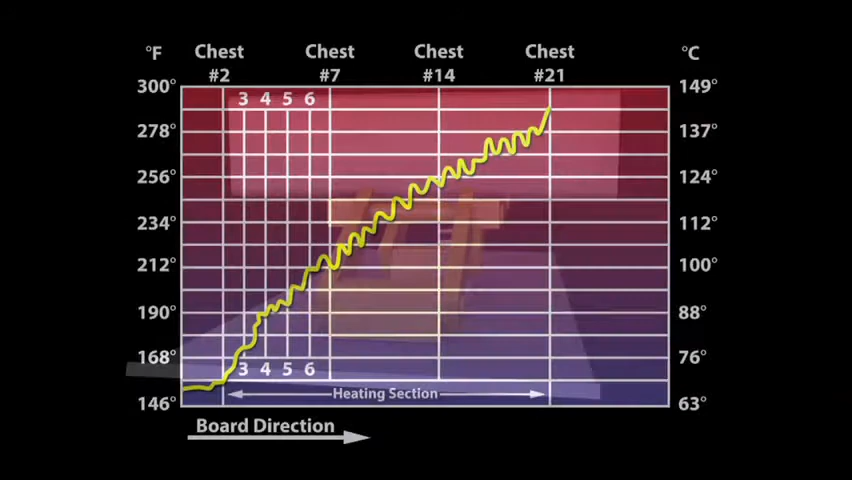 °F Chest Chest Chest Chest °C
#2 #7 #14 #21
300° 149°
3 4 5 6
278° 137°
256° 124°
234° 112°
212° 100°
190° 88°
168° 76°
3 4 5 6
Heating Section
146° 63°
Board Direction